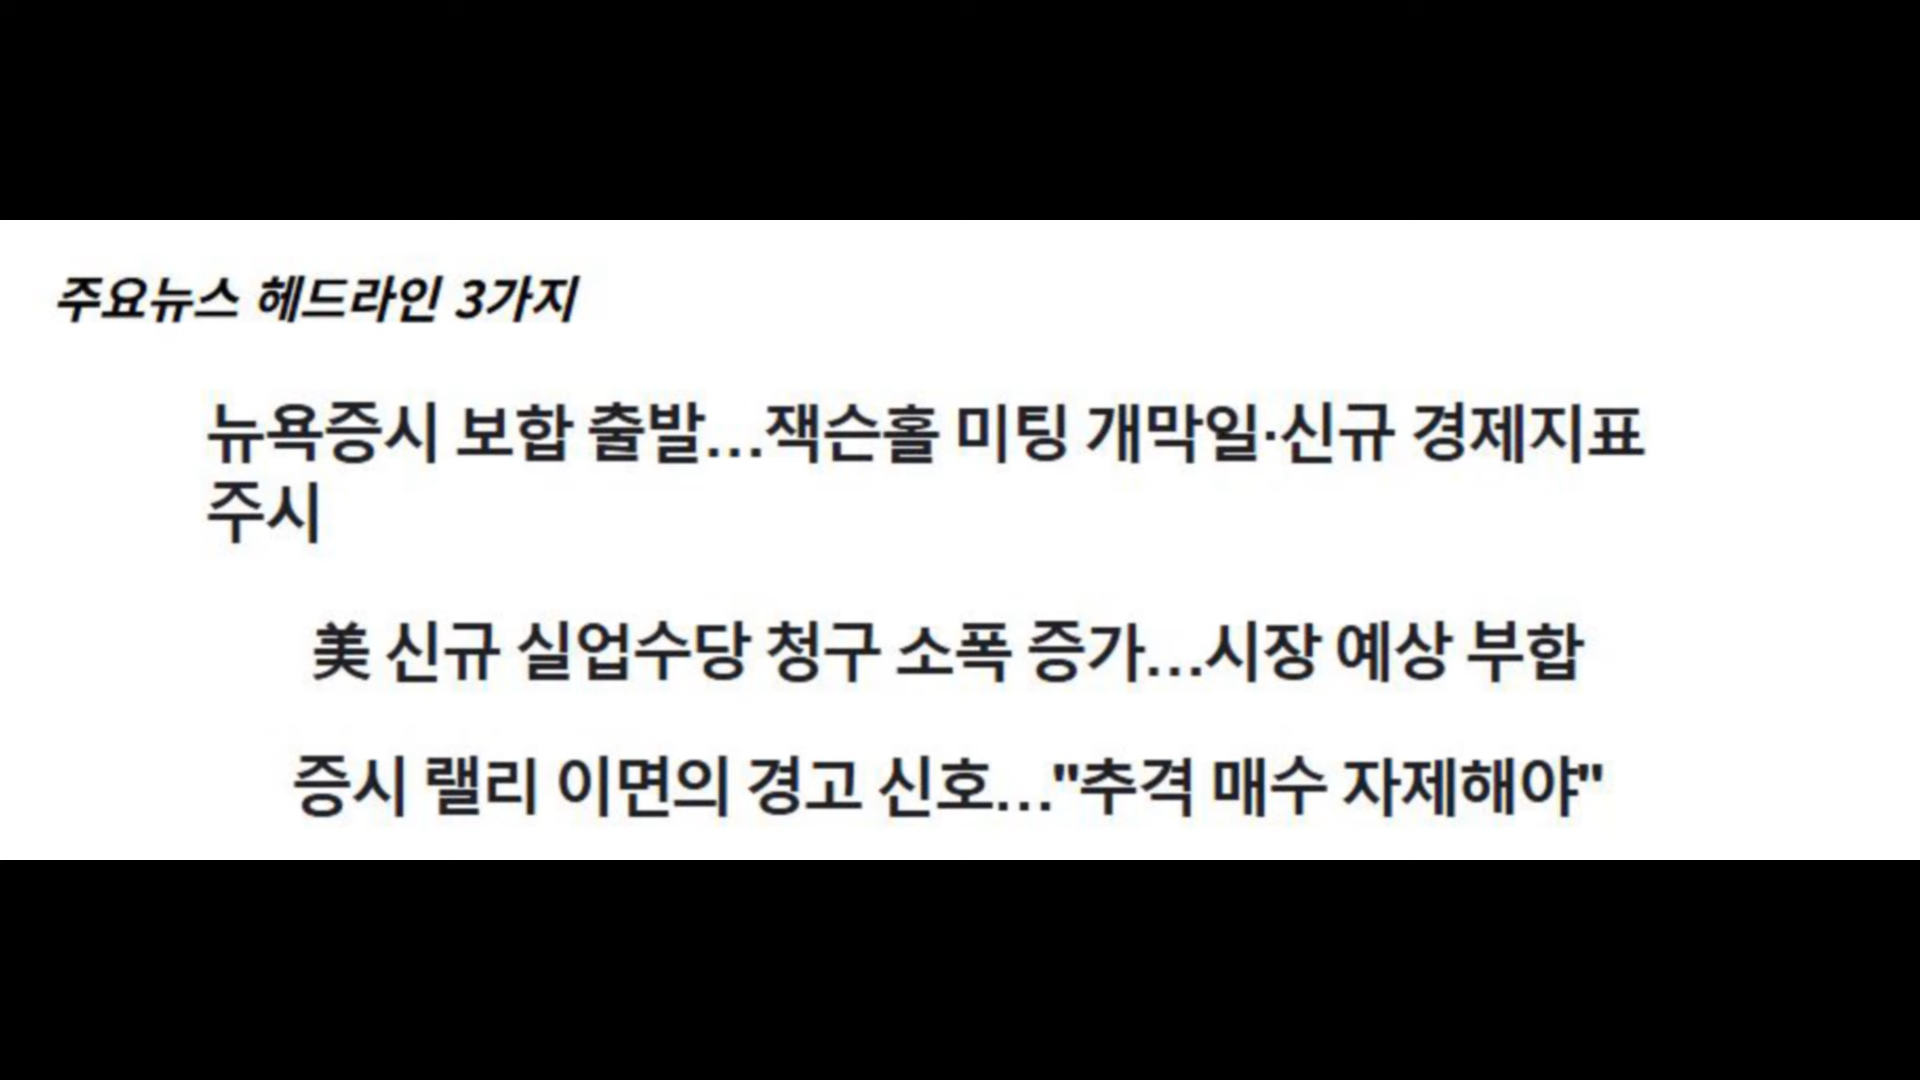 주요뉴스 헤드라인 3가지
뉴욕증시 보합 출발...잭슨홀 미팅 개막일·신규 경제지표
주시
美 신규 실업수당 청구 소폭 증가...시장 예상 부합
증시 랠리 이면의 경고 신호..."추격 매수 자제해야"